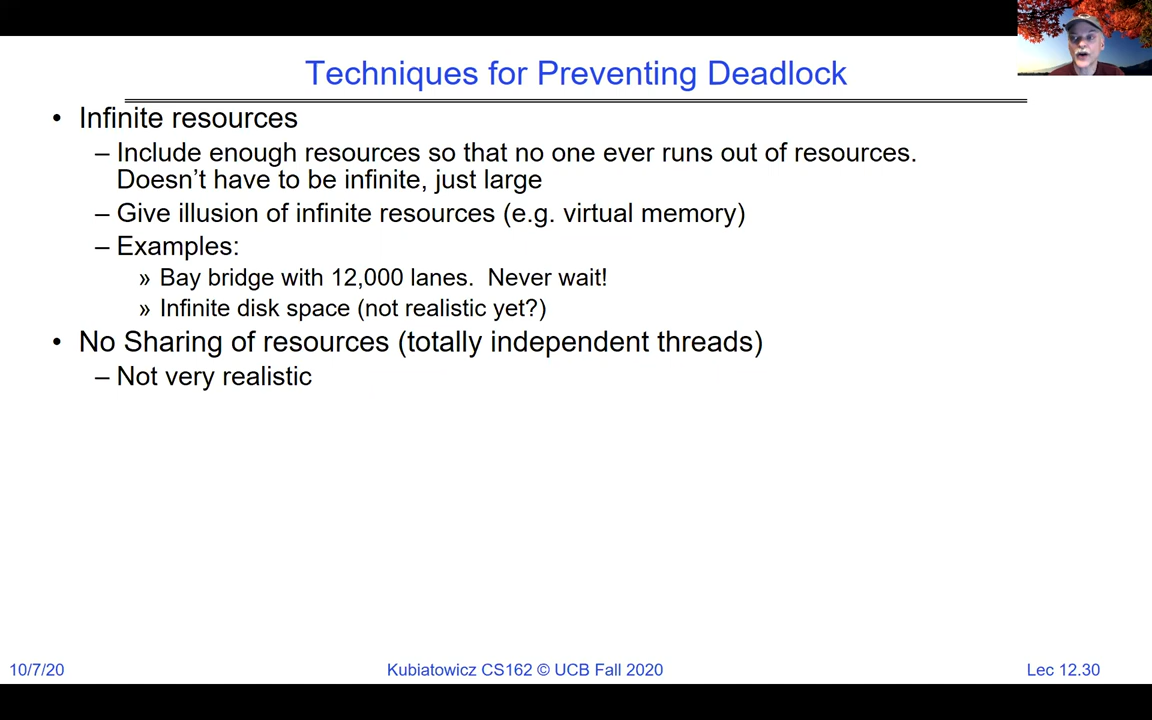 Techniques for Preventing Deadlock
• Infinite resources
– Include enough resources so that no one ever runs out of resources.
Doesn’t have to be infinite, just large
– Give illusion of infinite resources (e.g. virtual memory)
– Examples:
» Bay bridge with 12,000 lanes.  Never wait!
» Infinite disk space (not realistic yet?)
• No Sharing of resources (totally independent threads)
– Not very realistic
10/7/20
Kubiatowicz CS162 © UCB Fall 2020
Lec 12.30